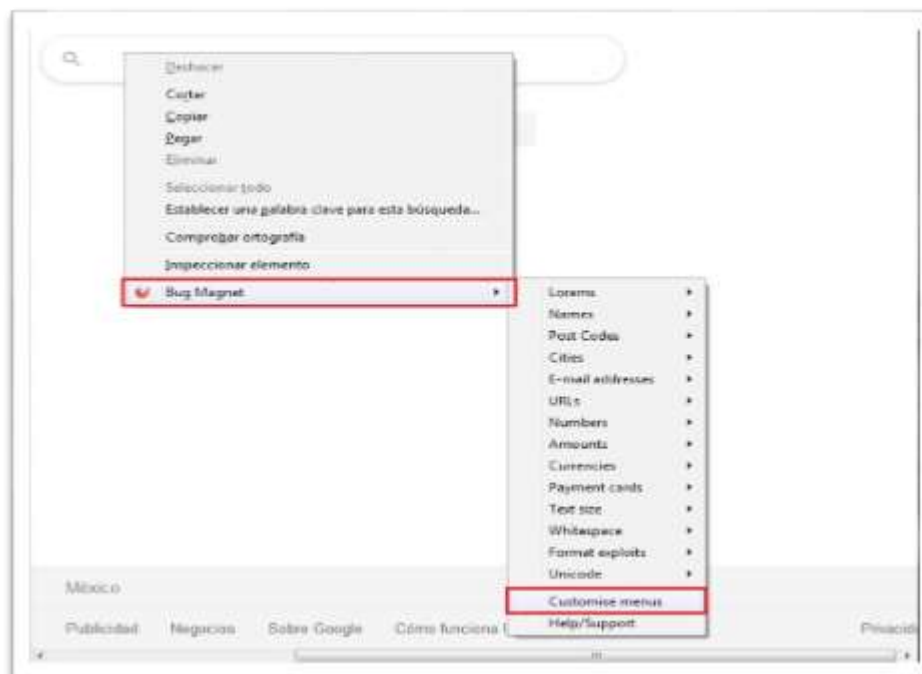 Deshacer
Cortar
Copiar
Pegar
Eliminar
Seleccionar todo
Establecer una palabra clave para esta búsqueda...
Comprobar ortografía
Inspeccionar elemento
Bug Magnet
Lorems
Names
Post Codes
Cities
E-mail addresses
URLs
Numbers
Amounts
Currencies
Payment cards
Text size
Whitespace
Format exploits
Unicode
Customise menus
Help/Support
México
Publicidad Negocios Sobre Google Cómo funciona